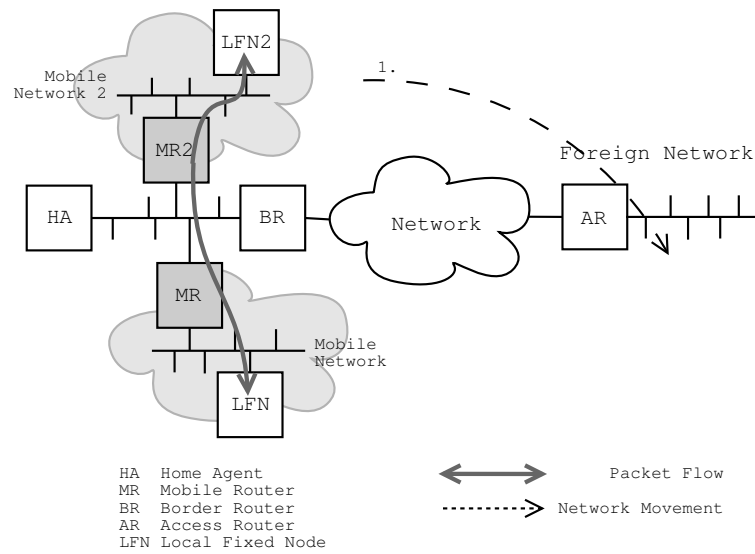 LFN2
1.
Mobile
Network 2
MR2
Foreign Network
HA
BR
Network
AR
MR
Mobile
Network
LFN
HA Home Agent
MR Mobile Router
BR Border Router
AR Access Router
LFN Local Fixed Node
Packet Flow
Network Movement